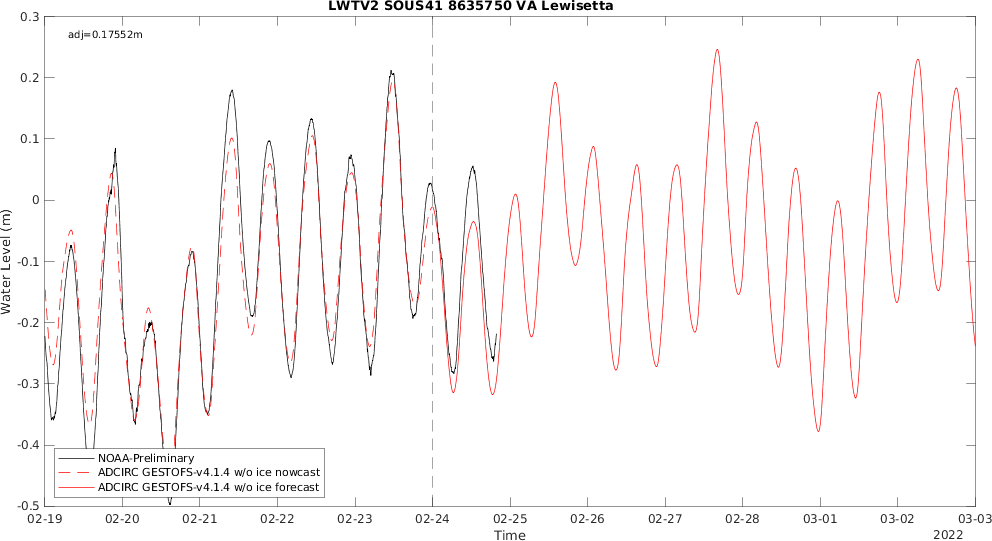 LWTV2 SOUS41 8635750 VA Lewisetta
adj=0.17552m
0.3
0.2
0.1
0
-0.1
-0.2
-0.3
-0.4
-0.5
Water Level (m)
NOAA-Preliminary
ADCIRC GESTOFS-v4.1.4 w/o ice nowcast
ADCIRC GESTOFS-v4.1.4 w/o ice forecast
02-19 02-20 02-21 02-22 02-23 02-24 02-25 02-26 02-27 02-28 03-01 03-02 03-03
Time
2022